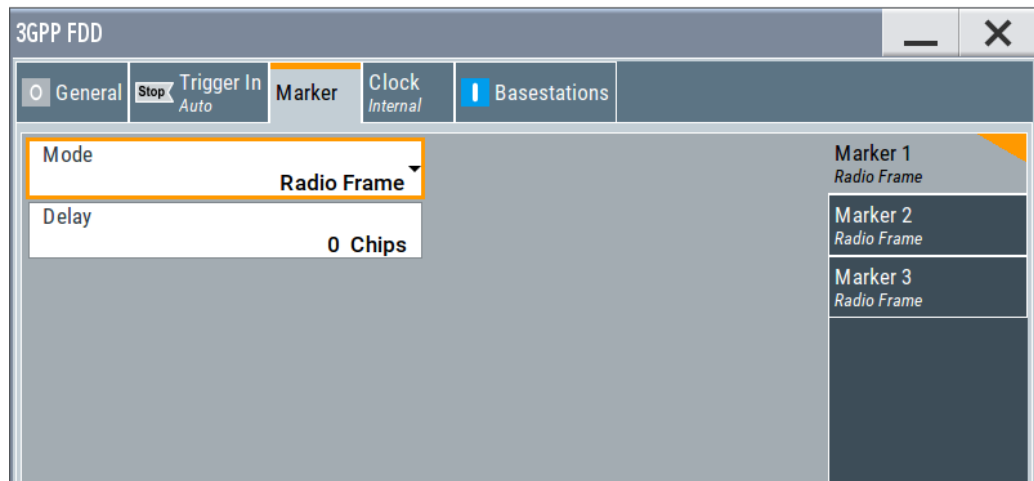 3GPP FDD
O General
Stop Trigger In
Auto
Marker
Clock
Internal
I Basestations
Mode
Radio Frame
Delay
0 Chips
Marker 1
Radio Frame
Marker 2
Radio Frame
Marker 3
Radio Frame